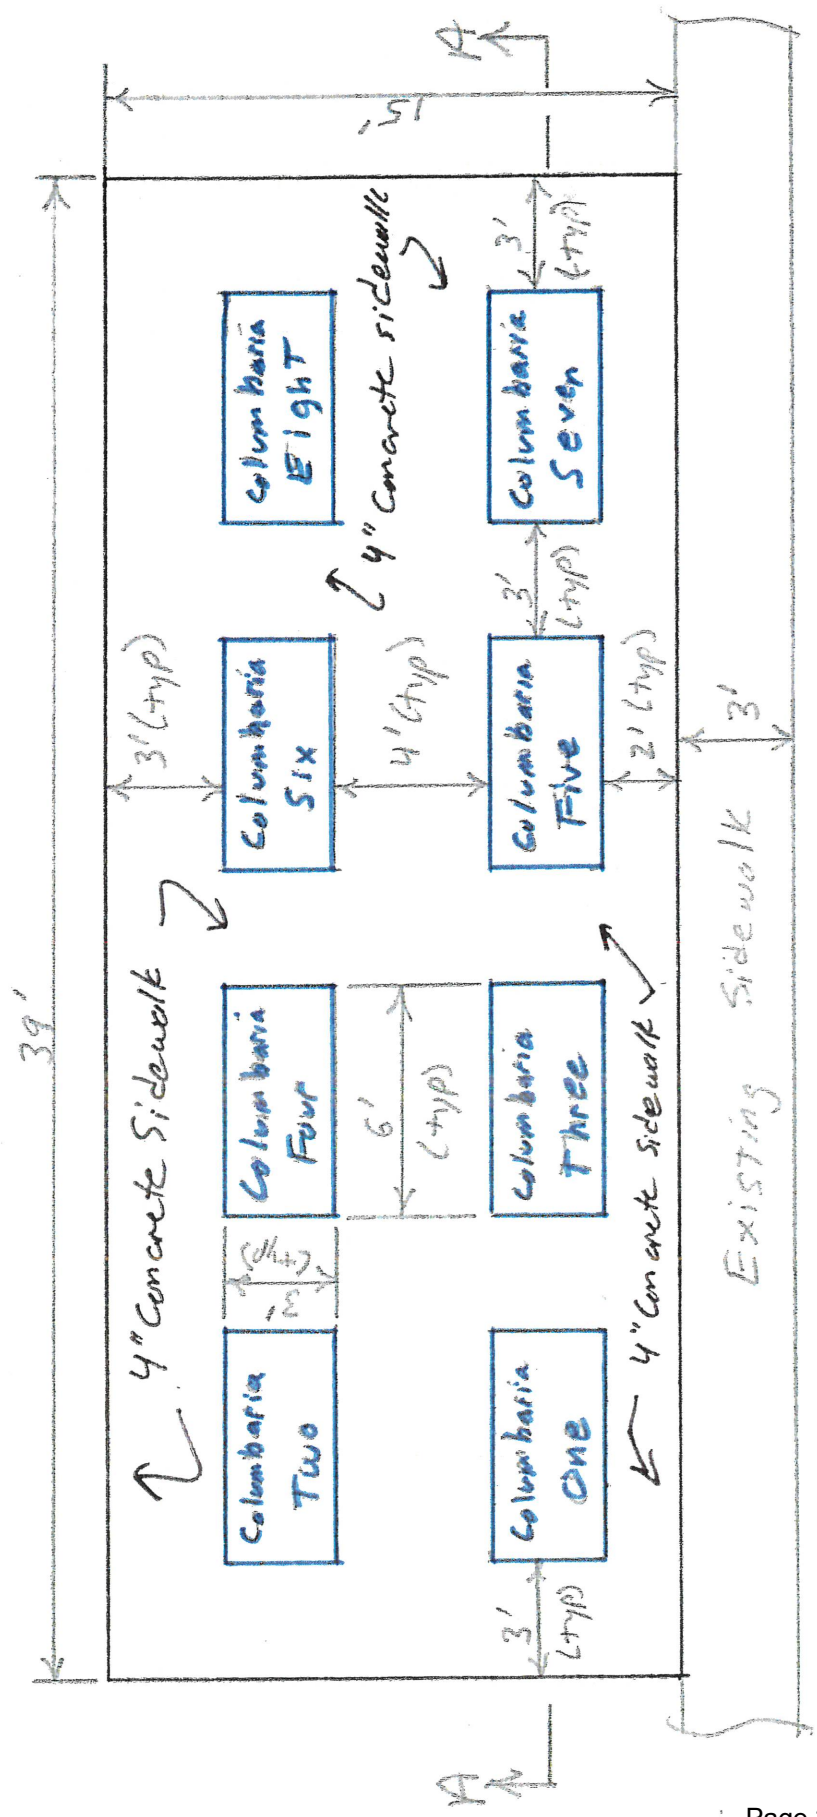 39'
15'
A
A
4" Concrete Sidewalk
3' (typ)
4" Concrete sidewalk
Columbaria
Two
3'
(typ)
Columbaria
Four
Columbaria
Six
Columbaria
Eight
6'
(typ)
4' (typ)
3'
(typ)
Columbaria
One
Columbaria
Three
Columbaria
Five
3'
(typ)
Columbaria
Seven
3'
(typ)
4" Concrete sidewalk
2' (typ)
Existing Sidewalk
3'
Page